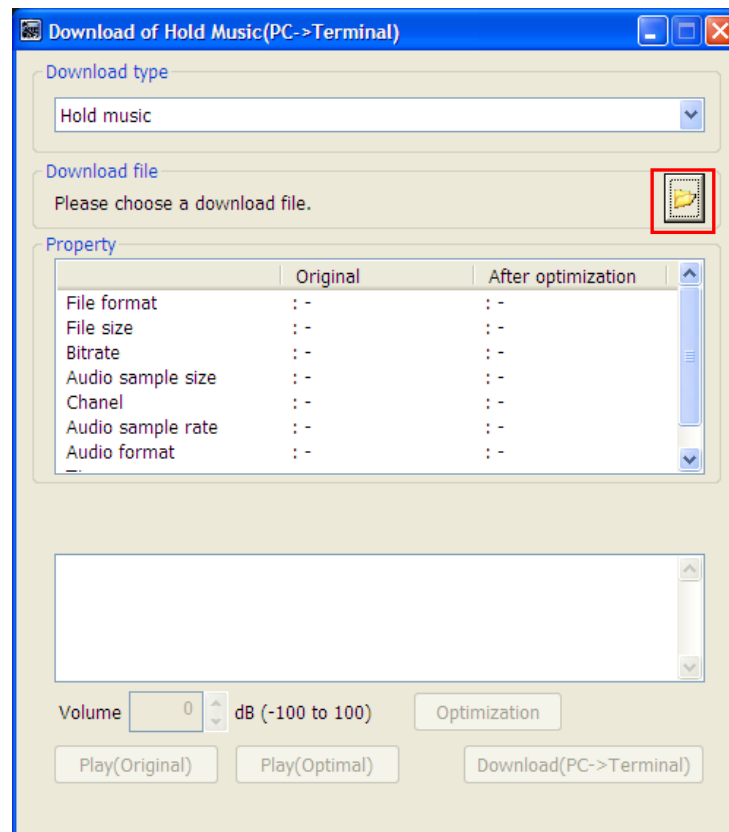 Download of Hold Music(PC->Terminal)
Download type
Hold music
Download file
Please choose a download file.
Property
Original After optimization
File format : - : -
File size : - : -
Bitrate : - : -
Audio sample size : - : -
Chanel : - : -
Audio sample rate : - : -
Audio format : - : -
Volume 0 dB (-100 to 100) Optimization
Play(Original) Play(Optimal) Download(PC->Terminal)